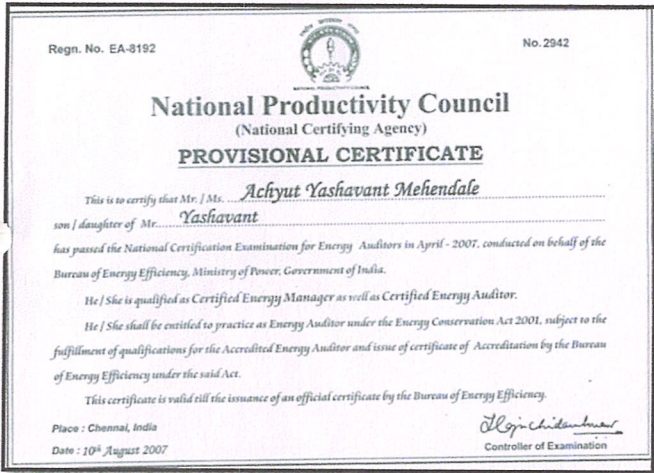 Regn. No. EA-8192
No.2942
NATIONAL PRODUCTIVITY COUNCIL
National Productivity Council
(National Certifying Agency)
PROVISIONAL CERTIFICATE
This is to certify that Mr. / Ms. Achyut Yashavant Mehendale
son / daughter of Mr. Yashavant
has passed the National Certification Examination for Energy Auditors in April - 2007, conducted on behalf of the
Bureau of Energy Efficiency, Ministry of Power, Government of India.
He / She is qualified as Certified Energy Manager as well as Certified Energy Auditor.
He / She shall be entitled to practice as Energy Auditor under the Energy Conservation Act 2001, subject to the
fulfillment of qualifications for the Accredited Energy Auditor and issue of certificate of Accreditation by the Bureau
of Energy Efficiency under the said Act.
This certificate is valid till the issuance of an official certificate by the Bureau of Energy Efficiency.
Place : Chennai, India
Date : 10th August 2007
Controller of Examination